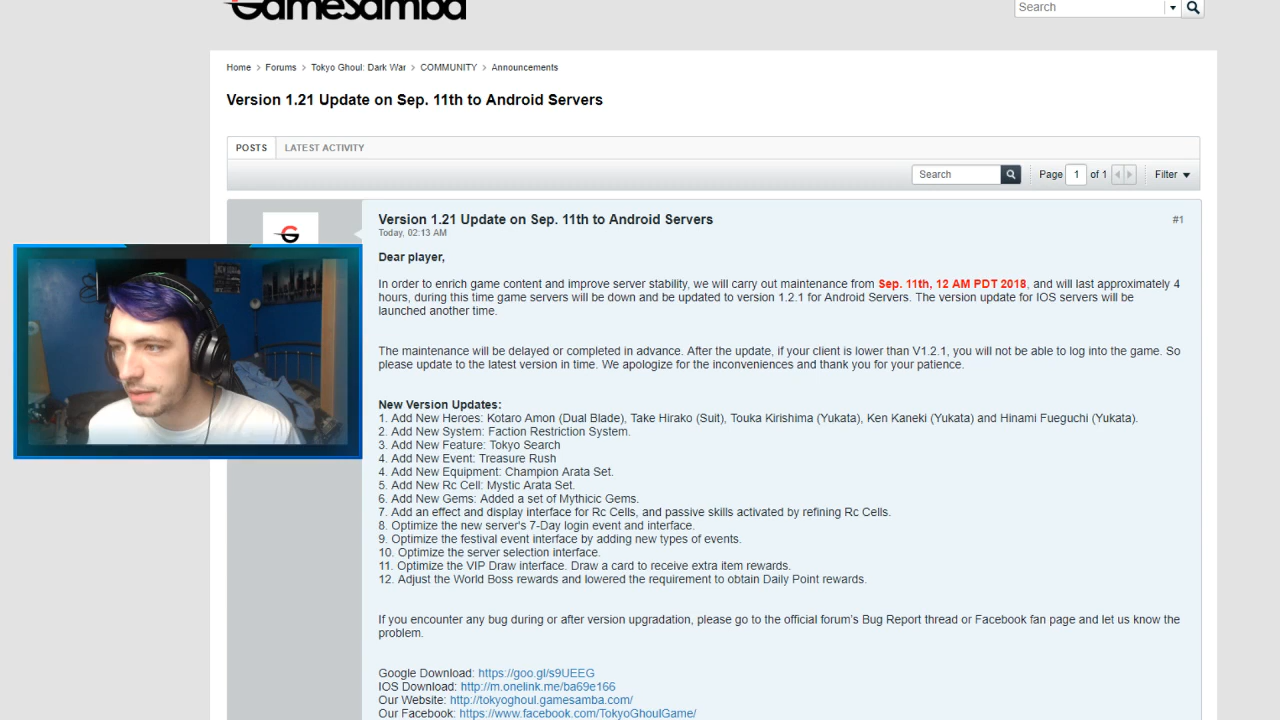 GameSamba
Search
Home > Forums > Tokyo Ghoul: Dark War > COMMUNITY > Announcements
Version 1.21 Update on Sep. 11th to Android Servers
POSTS LATEST ACTIVITY
Search Page 1 of 1 Filter
Version 1.21 Update on Sep. 11th to Android Servers #1
Today, 02:13 AM
Dear player,
In order to enrich game content and improve server stability, we will carry out maintenance from Sep. 11th, 12 AM PDT 2018, and will last approximately 4
hours, during this time game servers will be down and be updated to version 1.2.1 for Android Servers. The version update for IOS servers will be
launched another time.
The maintenance will be delayed or completed in advance. After the update, if your client is lower than V1.2.1, you will not be able to log into the game. So
please update to the latest version in time. We apologize for the inconveniences and thank you for your patience.
New Version Updates:
1. Add New Heroes: Kotaro Amon (Dual Blade), Take Hirako (Suit), Touka Kirishima (Yukata), Ken Kaneki (Yukata) and Hinami Fueguchi (Yukata).
2. Add New System: Faction Restriction System.
3. Add New Feature: Tokyo Search
4. Add New Event: Treasure Rush
4. Add New Equipment: Champion Arata Set.
5. Add New Rc Cell: Mystic Arata Set.
6. Add New Gems: Added a set of Mythicic Gems.
7. Add an effect and display interface for Rc Cells, and passive skills activated by refining Rc Cells.
8. Optimize the new server's 7-Day login event and interface.
9. Optimize the festival event interface by adding new types of events.
10. Optimize the server selection interface.
11. Optimize the VIP Draw interface. Draw a card to receive extra item rewards.
12. Adjust the World Boss rewards and lowered the requirement to obtain Daily Point rewards.
If you encounter any bug during or after version upgradation, please go to the official forum's Bug Report thread or Facebook fan page and let us know the
problem.
Google Download: https://goo.gl/s9UEEG
IOS Download: http://m.onelink.me/ba69e166
Our Website: http://tokyoghoul.gamesamba.com/
Our Facebook: https://www.facebook.com/TokyoGhoulGame/